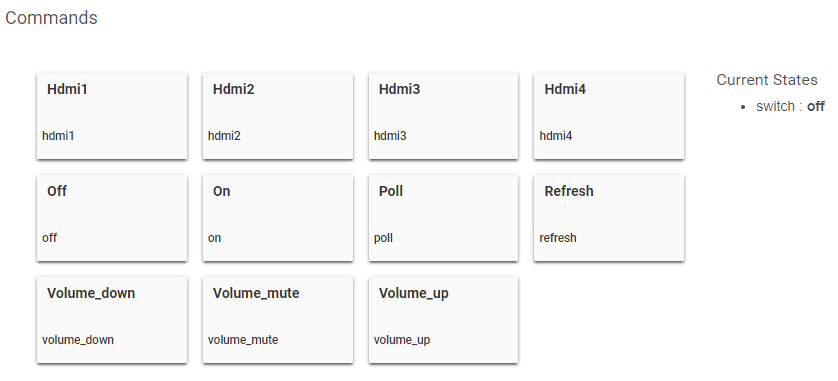 Commands
Hdmi1 Hdmi2 Hdmi3 Hdmi4
hdmi1 hdmi2 hdmi3 hdmi4
Off On Poll Refresh
off on poll refresh
Volume_down Volume_mute Volume_up
volume_down volume_mute volume_up
Current States
• switch : off